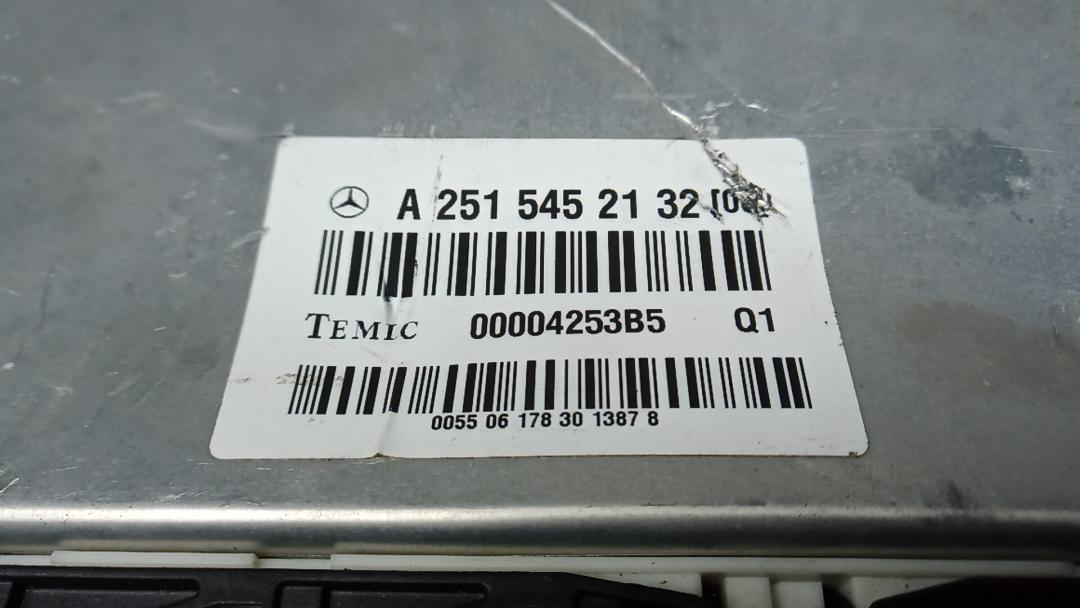 A 251 545 21 32
TEMIC 00004253B5 Q1
0055 06 178 30 1387 8